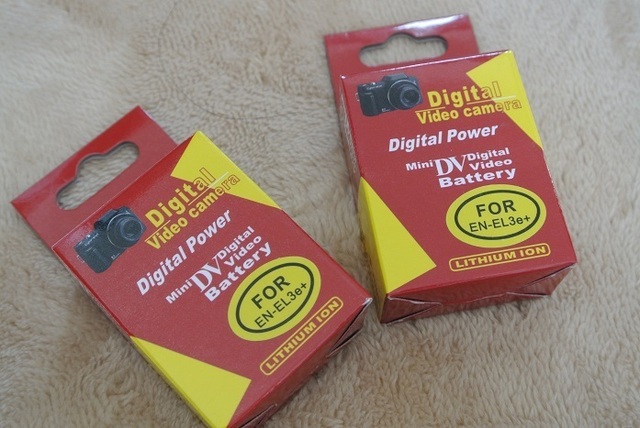 Digital
Video camera
Digital Power
Mini DV Digital Video
Battery
FOR
EN-EL3e+
LITHIUM ION
Digital
Video camera
Digital Power
Mini DV Digital Video
Battery
FOR
EN-EL3e+
LITHIUM ION